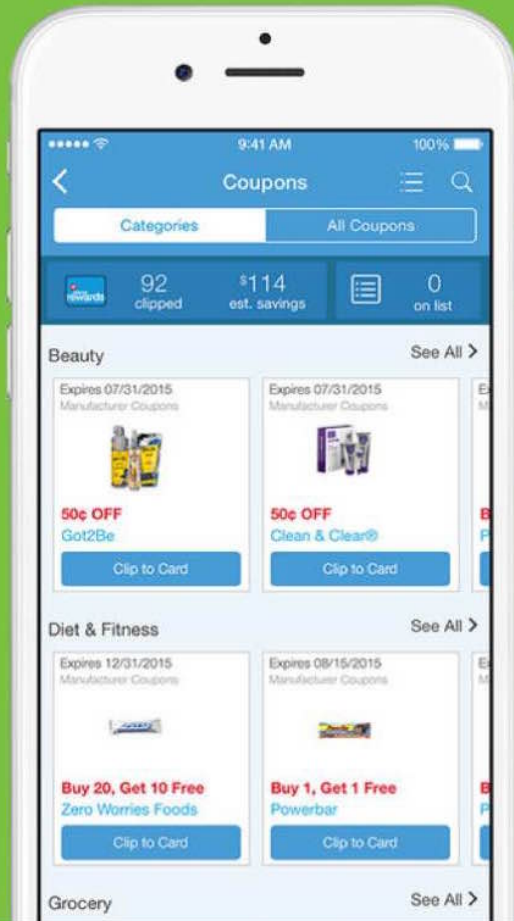 9:41 AM
100%
Coupons
Categories
All Coupons
rewards
92
clipped
$114
est. savings
0
on list
Beauty
See All >
Expires 07/31/2015
Manufacturer Coupons
50¢ OFF
Got2Be
Clip to Card
Expires 07/31/2015
Manufacturer Coupons
50¢ OFF
Clean & Clear®
Clip to Card
Diet & Fitness
See All >
Expires 12/31/2015
Manufacturer Coupons
Buy 20, Get 10 Free
Zero Worries Foods
Clip to Card
Expires 08/15/2015
Manufacturer Coupons
Buy 1, Get 1 Free
Powerbar
Clip to Card
Grocery
See All >